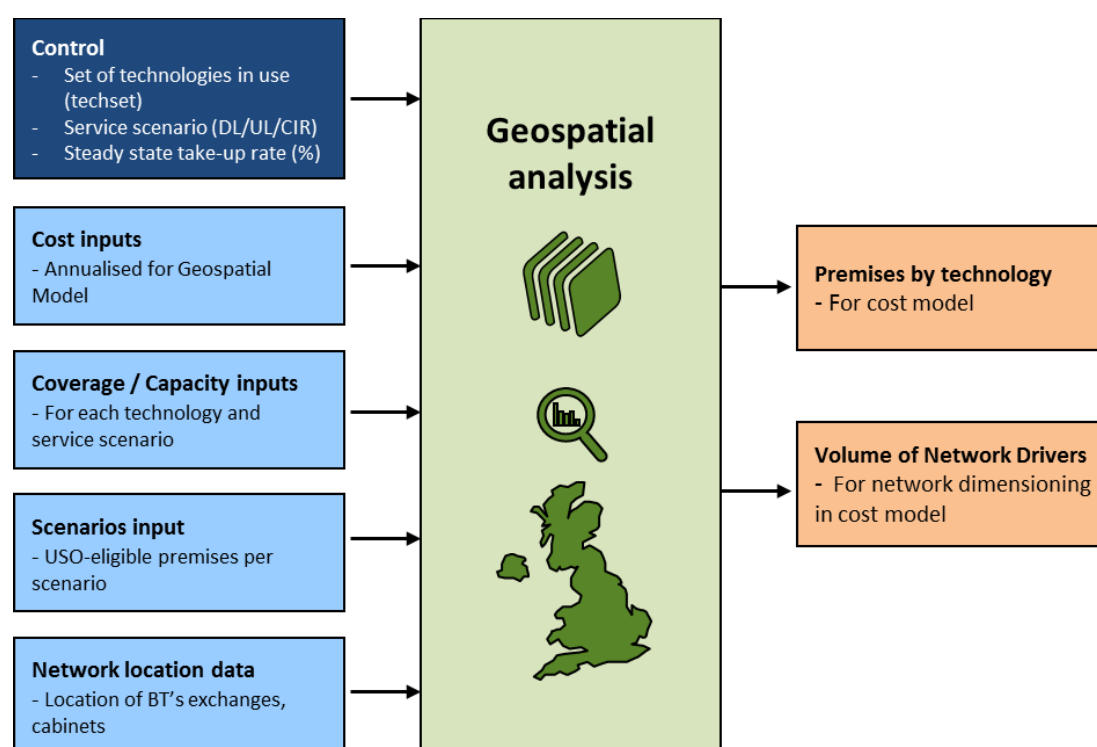 Control
- Set of technologies in use
(techset)
- Service scenario (DL/UL/CIR)
- Steady state take-up rate (%)
Cost inputs
- Annualised for Geospatial
Model
Coverage / Capacity inputs
- For each technology and
service scenario
Scenarios input
- USO-eligible premises per
scenario
Network location data
- Location of BT’s exchanges,
cabinets
Geospatial
analysis
Premises by technology
- For cost model
Volume of Network Drivers
- For network dimensioning
in cost model